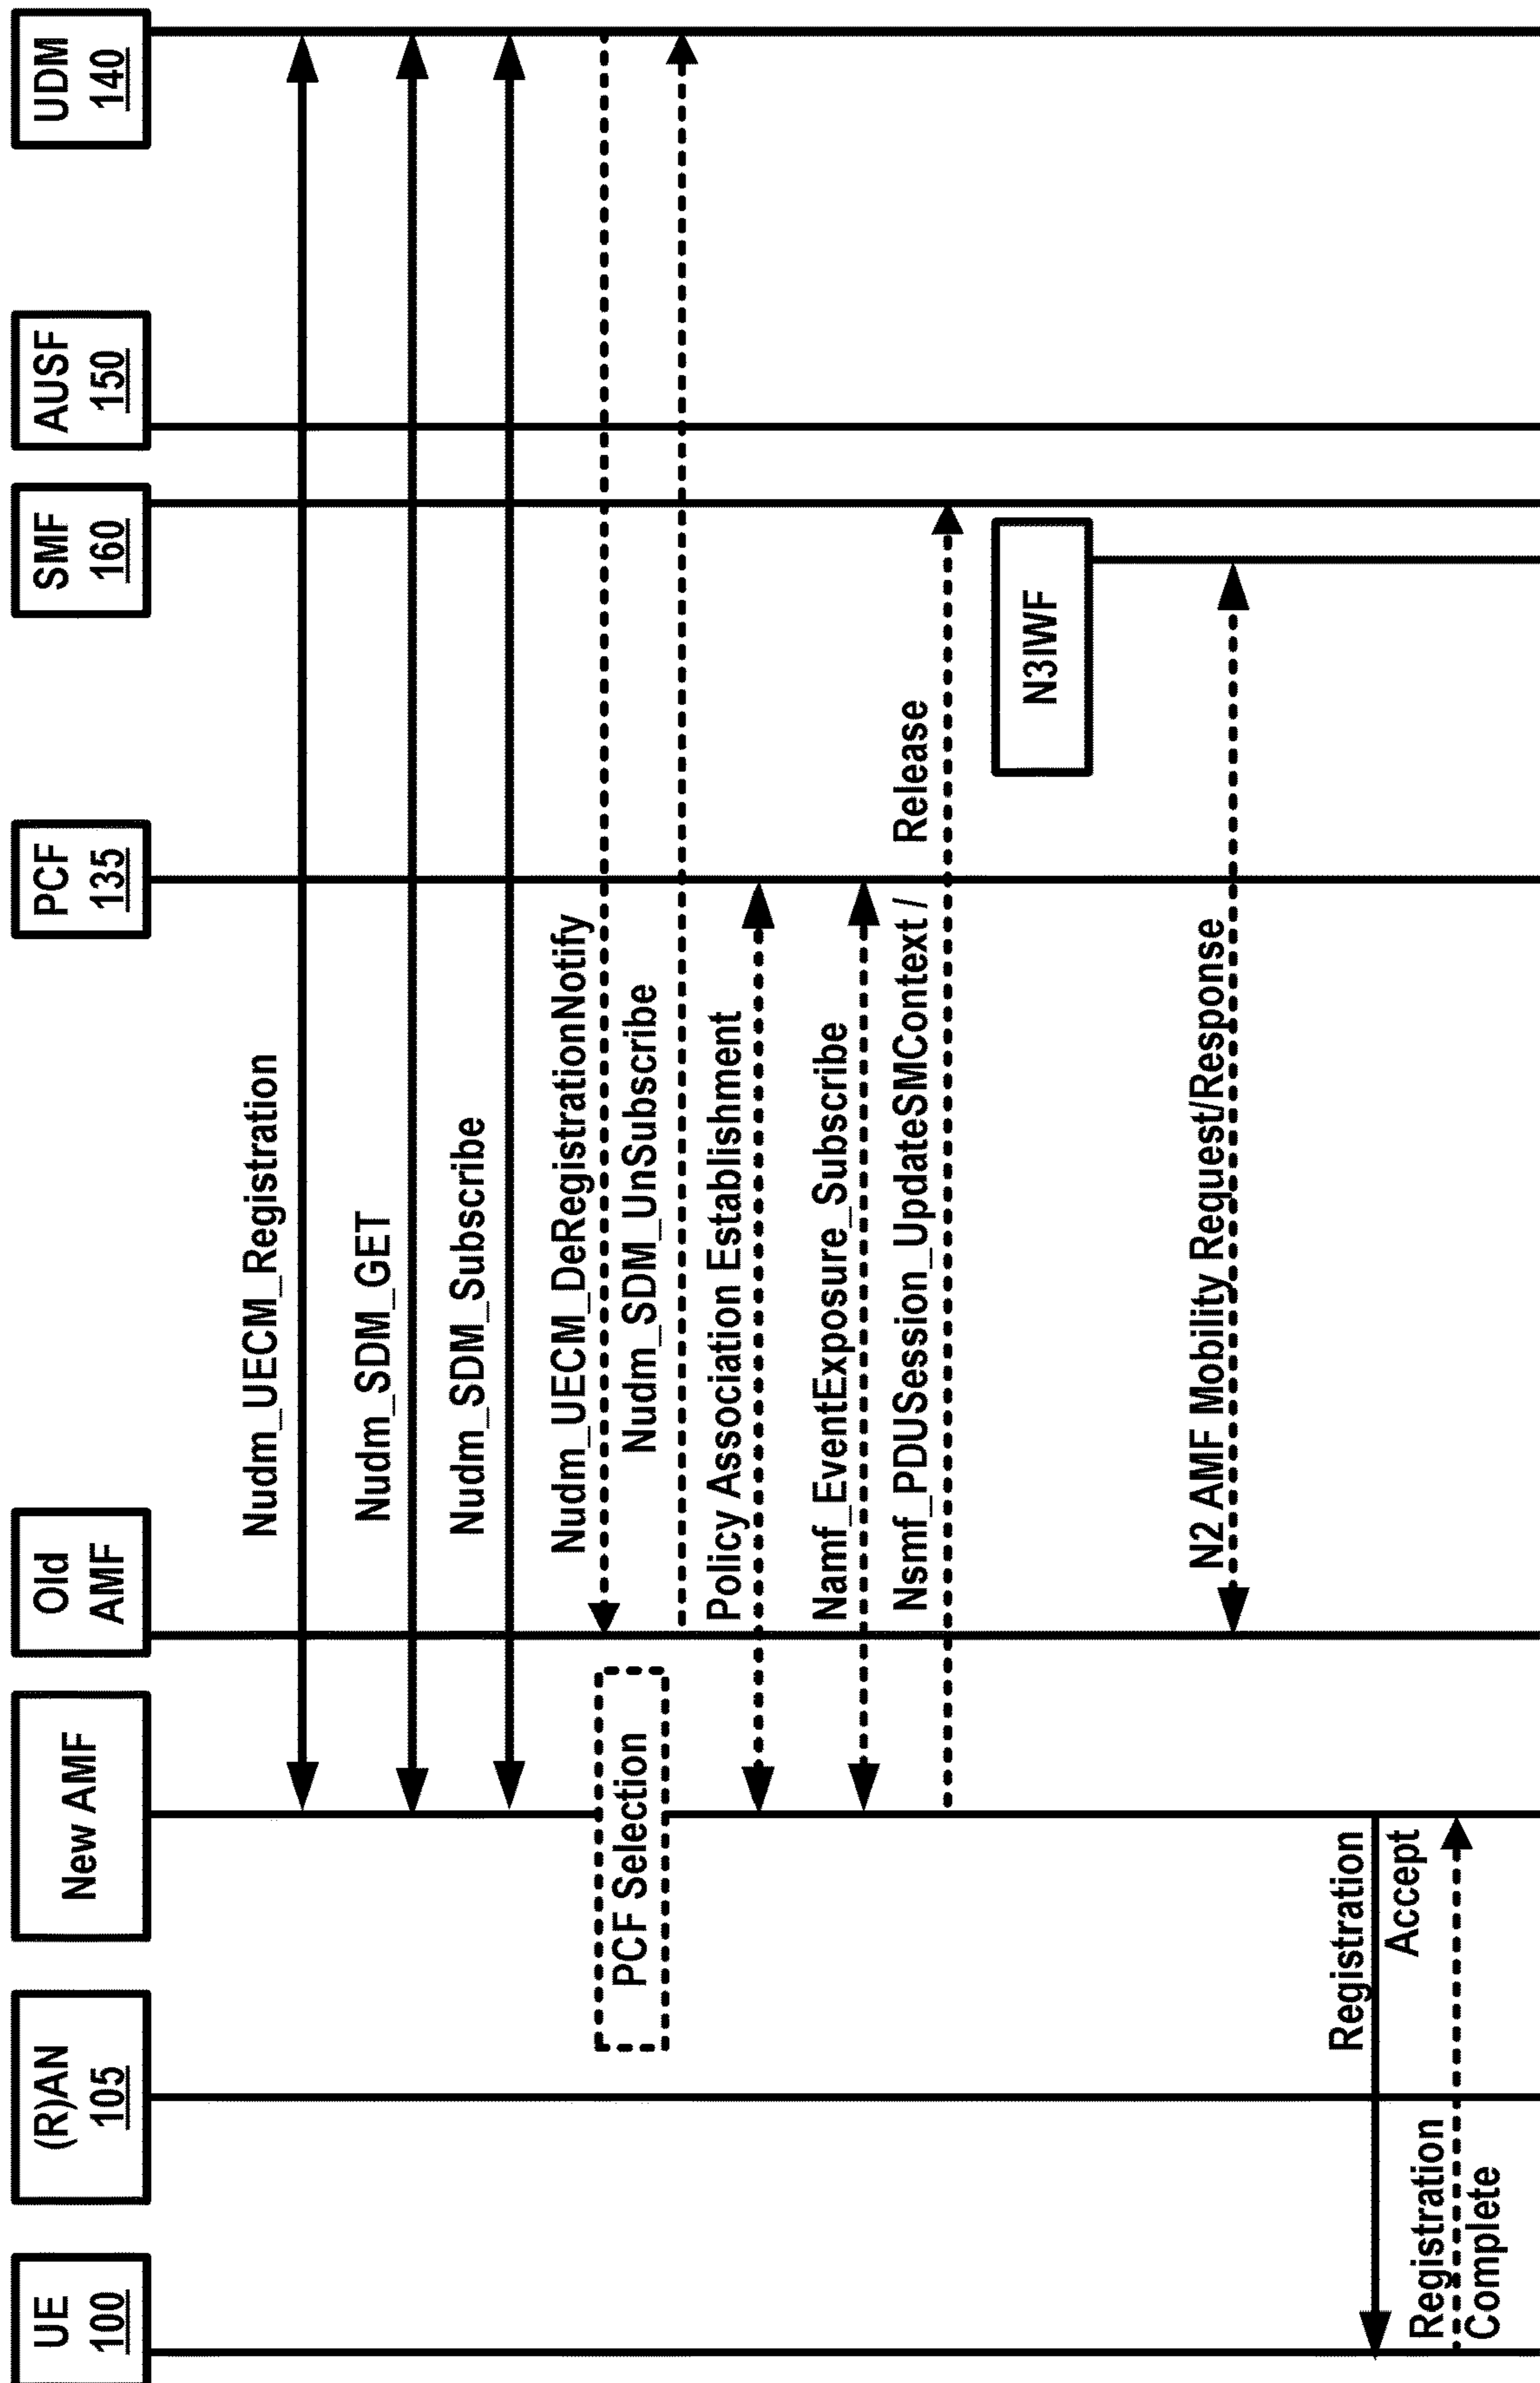 UE
100
(R)AN
105
New AMF
Old
AMF
PCF
135
SMF
160
AUSF
150
UDM
140
Nudm_UECM_Registration
Nudm_SDM_GET
Nudm_SDM_Subscribe
Nudm_UECM_DeRegistrationNotify
PCF Selection
Nudm_SDM_UnSubscribe
Policy Association Establishment
Namf_EventExposure_Subscribe
Nsmf_PDUSession_UpdateSMContext / Release
N3IWF
N2 AMF Mobility Request/Response
Registration
Accept
Registration
Complete